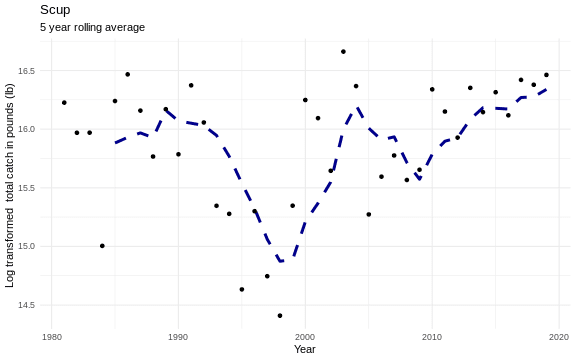 Scup
5 year rolling average
Log transformed  total catch in pounds (lb)
16.5
16.0
15.5
15.0
14.5
1980 1990 2000 2010 2020
Year